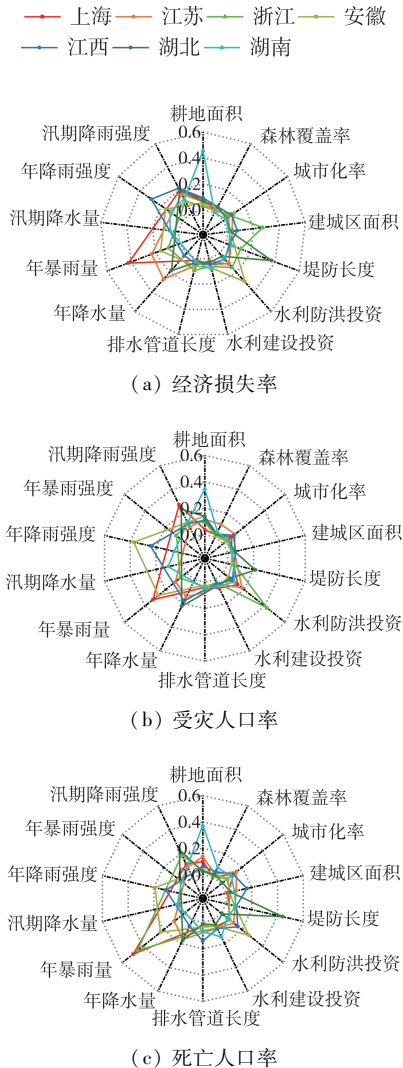 上海 江苏 浙江 安徽
江西 湖北 湖南
耕地面积
0.6
汛期降雨强度 森林覆盖率
0.4
年降雨强度 城市化率
0.0
汛期降水量 建城区面积
年暴雨量 堤防长度
年降水量 水利防洪投资
排水管道长度 水利建设投资
(a) 经济损失率
耕地面积
0.6
汛期降雨强度 森林覆盖率
0.4
年暴雨强度 城市化率
0.0
年降雨强度 建城区面积
汛期降水量 堤防长度
年暴雨量 水利防洪投资
年降水量 水利建设投资
排水管道长度
(b) 受灾人口率
耕地面积
0.6
汛期降雨强度 森林覆盖率
0.4
年暴雨强度 城市化率
0.0
年降雨强度 建城区面积
汛期降水量 堤防长度
年暴雨量 水利防洪投资
年降水量 水利建设投资
排水管道长度
(c) 死亡人口率